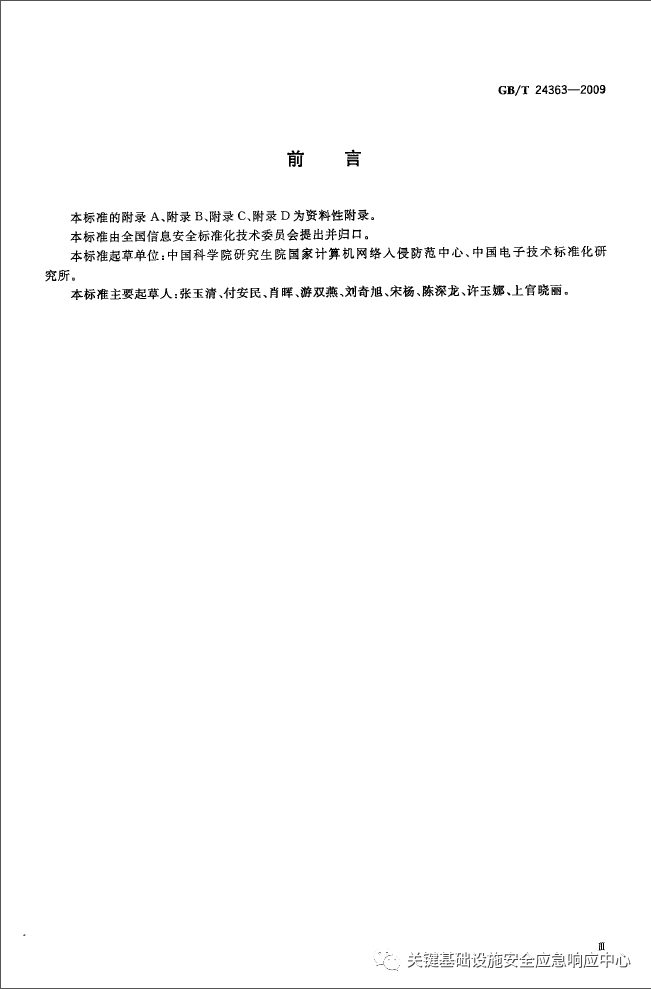 GB/T 24363—2009
前 言
本标准的附录 A、附录 B、附录 C、附录 D 为资料性附录。
本标准由全国信息安全标准化技术委员会提出并归口。
本标准起草单位:中国科学院研究生院国家计算机网络入侵防范中心、中国电子技术标准化研
究所。
本标准主要起草人:张玉清、付安民、肖晖、游双燕、刘奇旭、宋杨、陈深龙、许玉娜、上官晓丽。
Ⅲ
关键基础设施安全应急响应中心